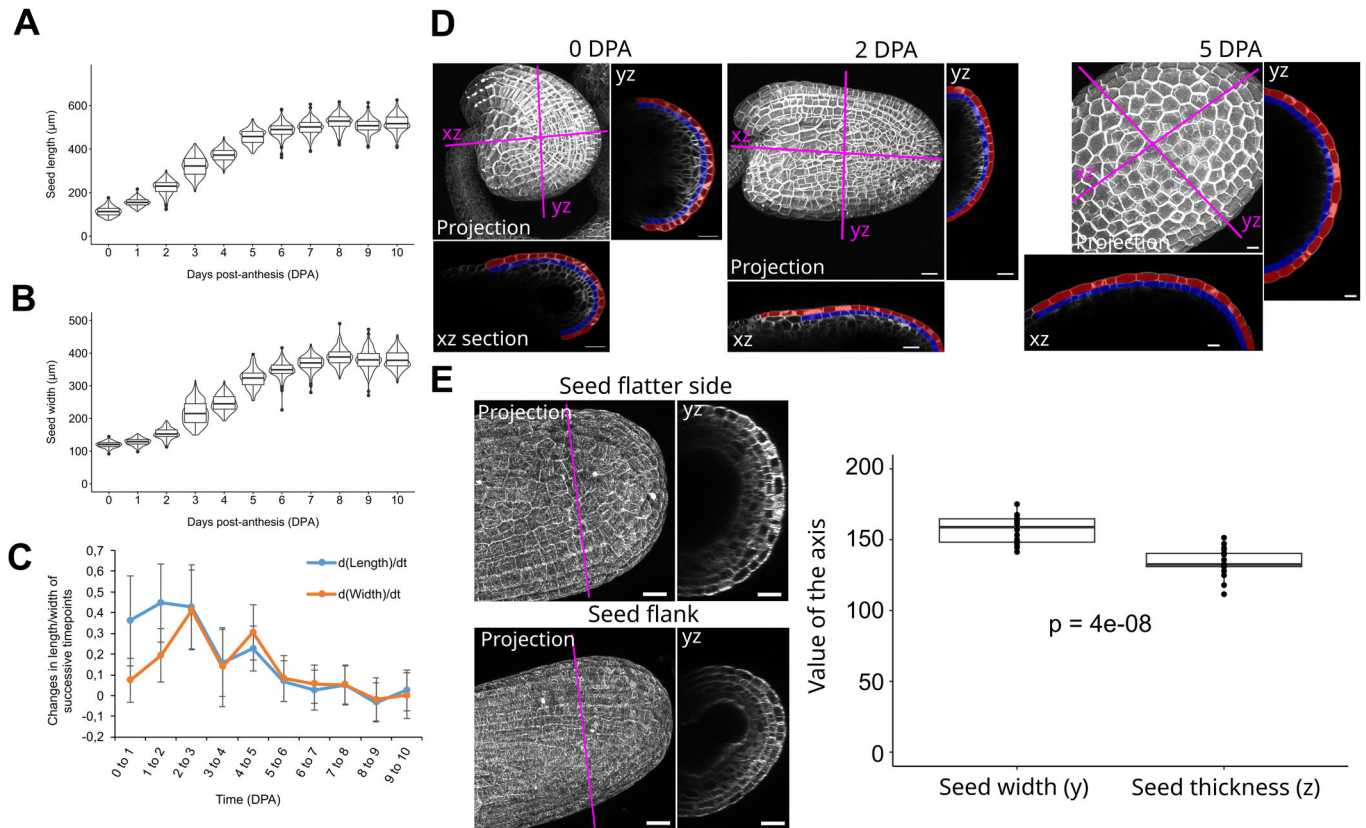 A
Seed length (µm)
600
400
200
0
0 1 2 3 4 5 6 7 8 9 10
Days post-anthesis (DPA)
B
Seed width (µm)
500
400
300
200
100
0
0 1 2 3 4 5 6 7 8 9 10
Days post-anthesis (DPA)
C
Changes in length/width of
successive timepoints
0,7
0,6
0,5
0,4
0,3
0,2
0,1
0
-0,1
-0,2
d(Length)/dt
d(Width)/dt
0 to 1
1 to 2
2 to 3
3 to 4
4 to 5
5 to 6
6 to 7
7 to 8
8 to 9
9 to 10
Time (DPA)
D
0 DPA
xz
yz
Projection
yz
xz section
2 DPA
xz
yz
Projection
yz
xz
5 DPA
xz
yz
Projection
yz
xz
E
Seed flatter side
Projection
yz
Seed flank
Projection
yz
Value of the axis
200
150
100
50
0
p = 4e-08
Seed width (y)
Seed thickness (z)